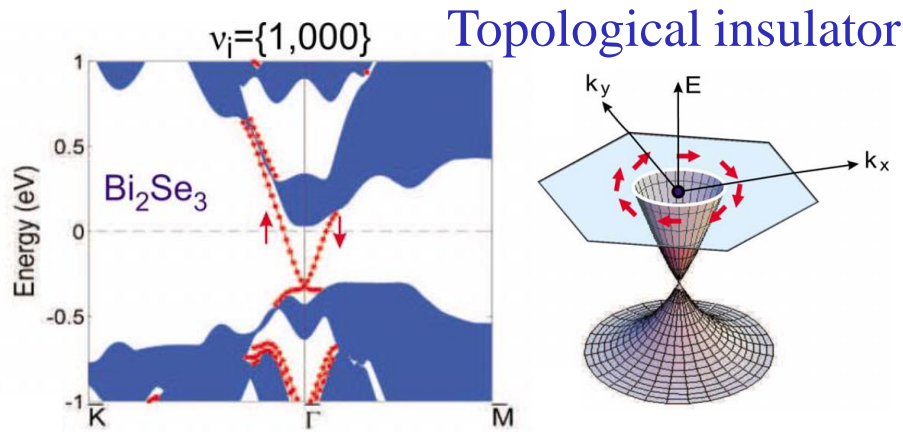 Topological insulator
νi={1,000}
Energy (eV)
1
0.5
0
-0.5
-1
Bi2Se3
K̅
Γ̅
M̅
ky
E
kx